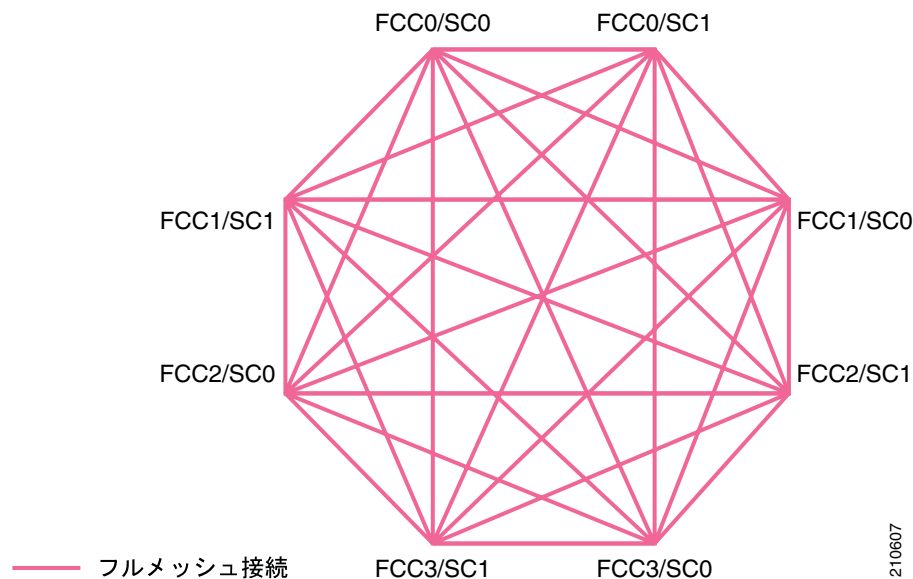 FCC0/SC0
FCC0/SC1
FCC1/SC1
FCC1/SC0
FCC2/SC0
FCC2/SC1
FCC3/SC1
FCC3/SC0
フルメッシュ接続
210607